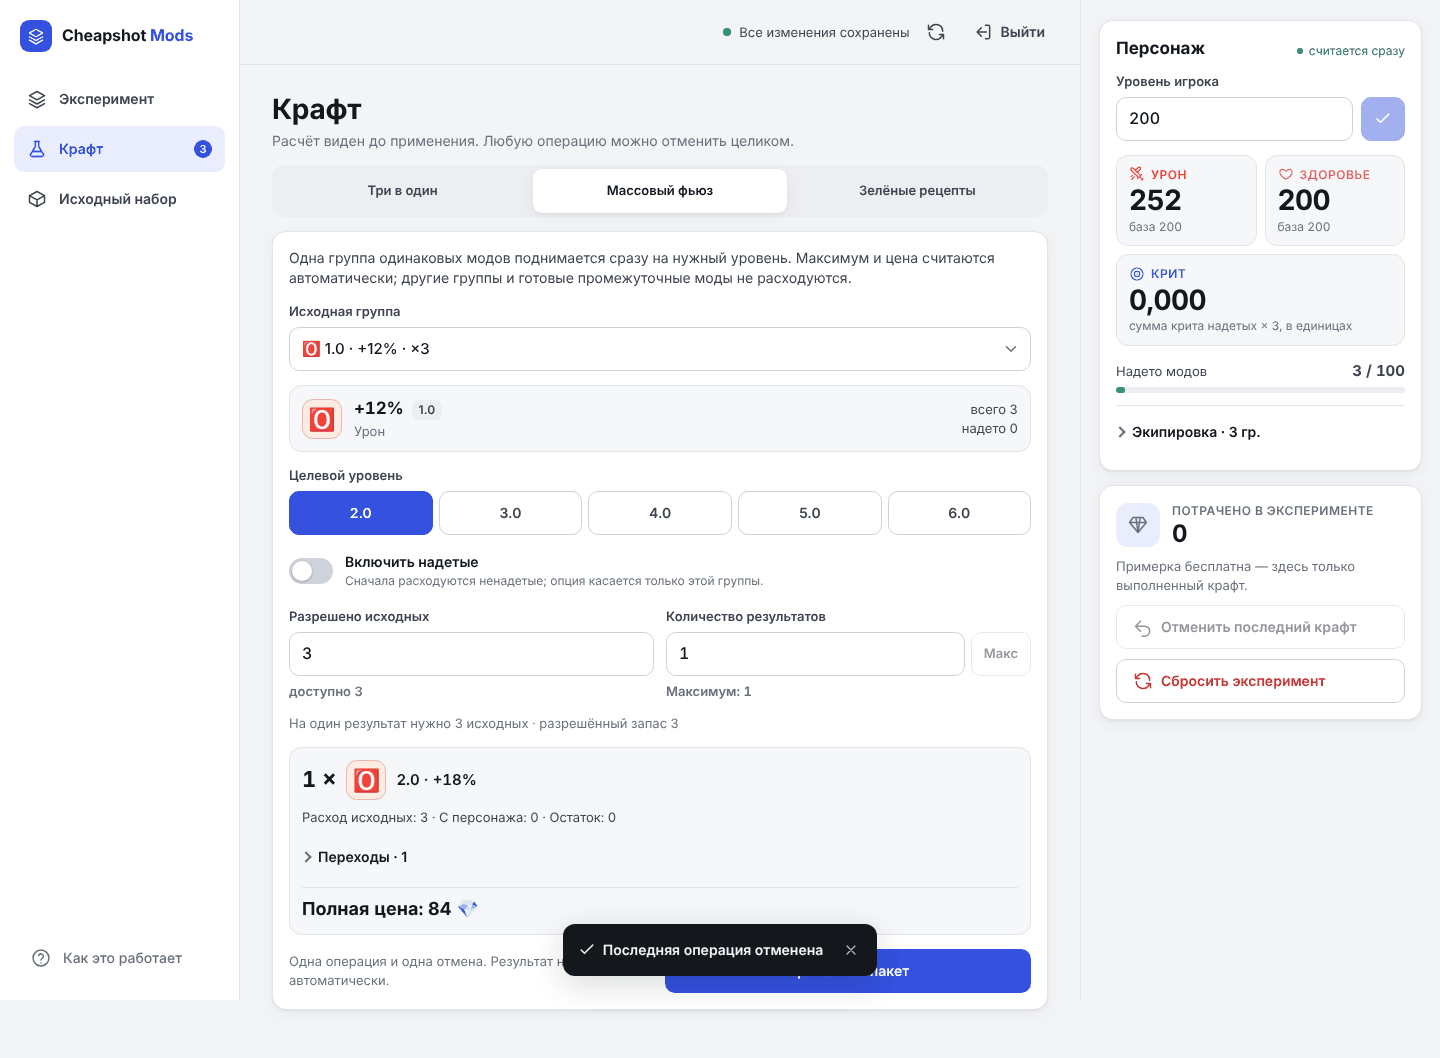 Cheapshot Mods
Эксперимент
Крафт
3
Исходный набор
Как это работает
Все изменения сохранены
Выйти
Крафт
Расчёт виден до применения. Любую операцию можно отменить целиком.
Три в один
Массовый фьюз
Зелёные рецепты
Одна группа одинаковых модов поднимается сразу на нужный уровень. Максимум и цена считаются
автоматически; другие группы и готовые промежуточные моды не расходуются.
Исходная группа
🅾️ 1.0 · +12% · ×3
🅾️
+12% 1.0
Урон
всего 3
надето 0
Целевой уровень
2.0
3.0
4.0
5.0
6.0
Включить надетые
Сначала расходуются ненадетые; опция касается только этой группы.
Разрешено исходных
3
доступно 3
Количество результатов
1
Макс
Максимум: 1
На один результат нужно 3 исходных · разрешённый запас 3
1 × 🅾️ 2.0 · +18%
Расход исходных: 3 · С персонажа: 0 · Остаток: 0
Переходы · 1
Полная цена: 84 💎
Одна операция и одна отмена. Результат
автоматически.
Последняя операция отменена
Персонаж
считается сразу
Уровень игрока
200
УРОН
252
база 200
ЗДОРОВЬЕ
200
база 200
КРИТ
0,000
сумма крита надетых × 3, в единицах
Надето модов
3 / 100
Экипировка · 3 гр.
ПОТРАЧЕНО В ЭКСПЕРИМЕНТЕ
0
Примерка бесплатна — здесь только
выполненный крафт.
Отменить последний крафт
Сбросить эксперимент